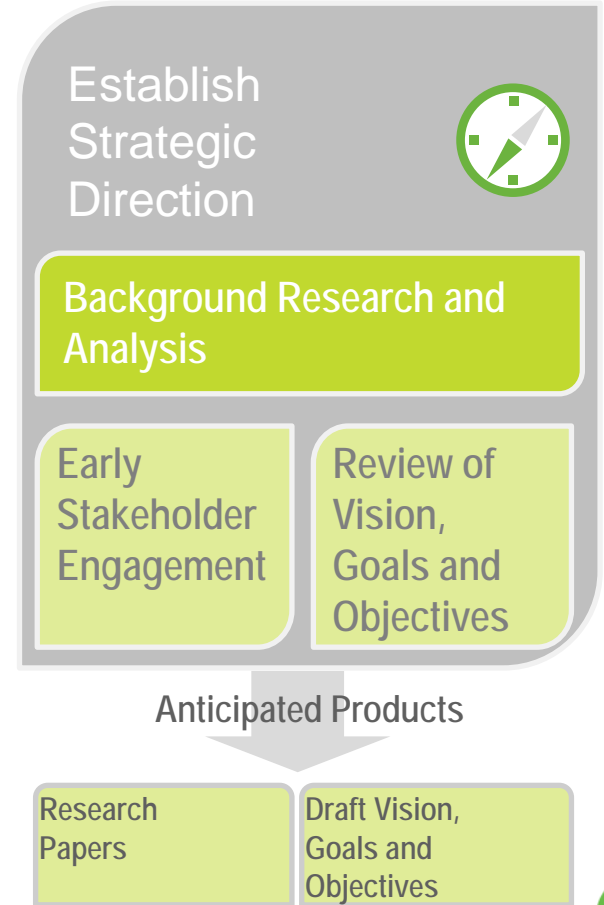 Establish
Strategic
Direction
Background Research and
Analysis
Early
Stakeholder
Engagement
Review of
Vision,
Goals and
Objectives
Anticipated Products
Research
Papers
Draft Vision,
Goals and
Objectives